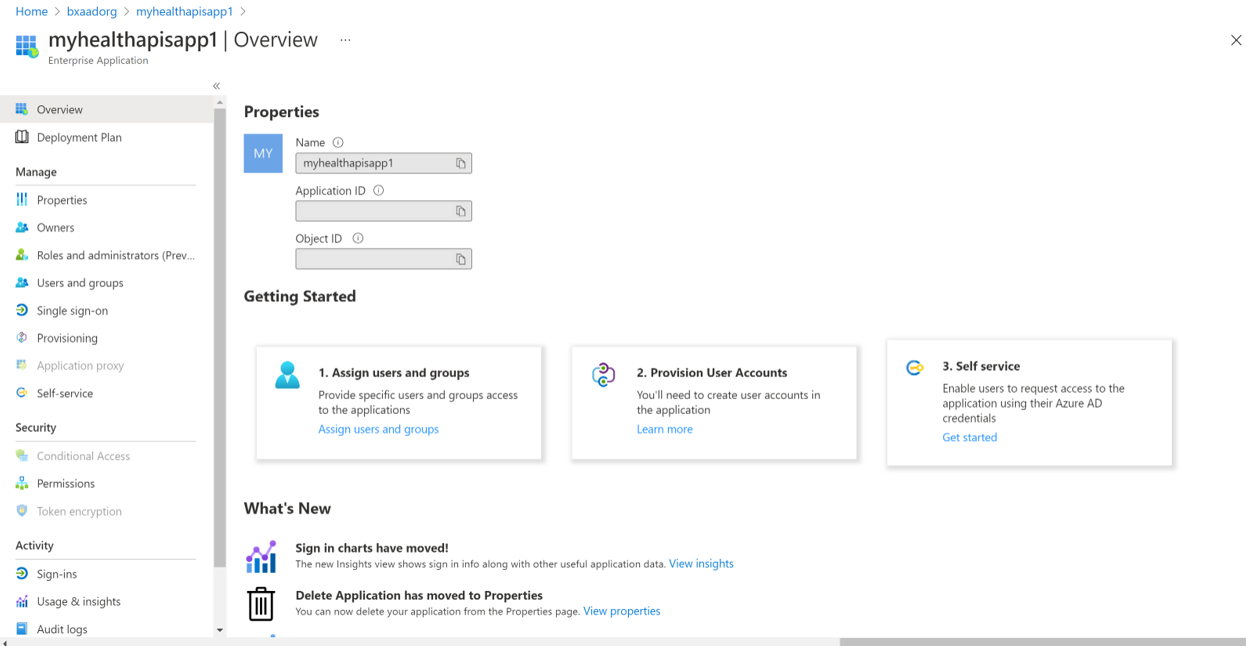 Home > bxaadorg > myhealthapisapp1 >
myhealthapisapp1 | Overview ...
Enterprise Application
«
Overview
Deployment Plan
Manage
Properties
Owners
Roles and administrators (Prev...
Users and groups
Single sign-on
Provisioning
Application proxy
Self-service
Security
Conditional Access
Permissions
Token encryption
Activity
Sign-ins
Usage & insights
Audit logs
Properties
MY
Name
myhealthapisapp1
Application ID
Object ID
Getting Started
1. Assign users and groups
Provide specific users and groups access
to the applications
Assign users and groups
2. Provision User Accounts
You'll need to create user accounts in
the application
Learn more
3. Self service
Enable users to request access to the
application using their Azure AD
credentials
Get started
What's New
Sign in charts have moved!
The new Insights view shows sign in info along with other useful application data. View insights
Delete Application has moved to Properties
You can now delete your application from the Properties page. View properties